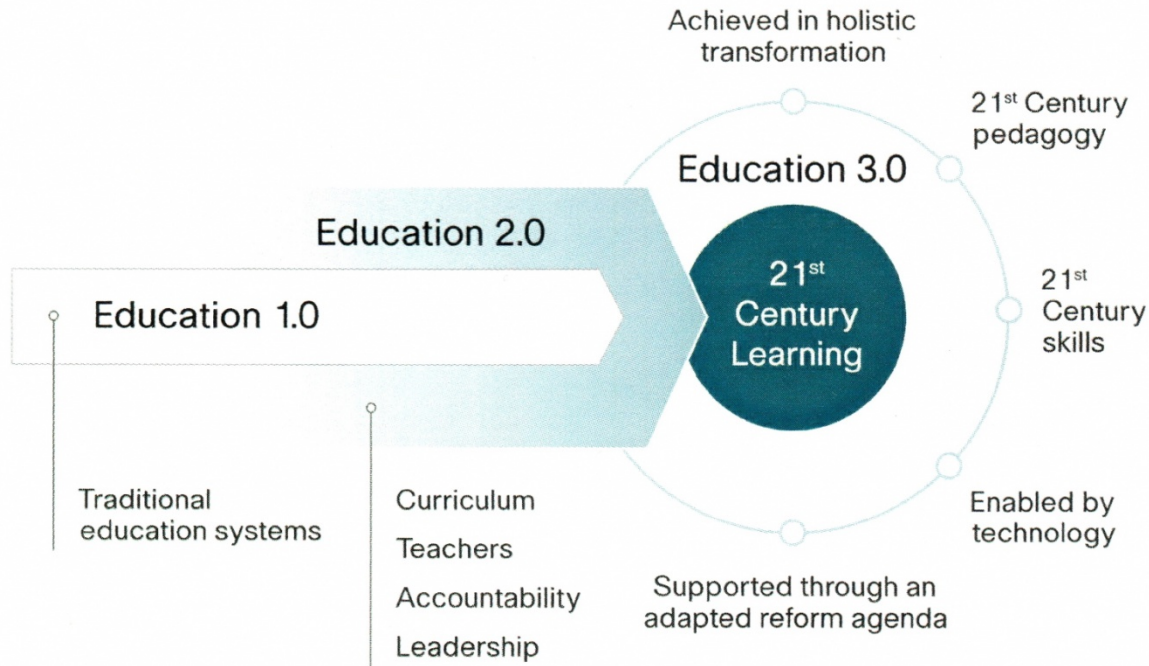 Achieved in holistic
transformation
21st Century
pedagogy
Education 3.0
Education 2.0
21st
Century
Learning
21st
Century
skills
Education 1.0
Traditional
education systems
Curriculum
Teachers
Accountability
Leadership
Enabled by
technology
Supported through an
adapted reform agenda